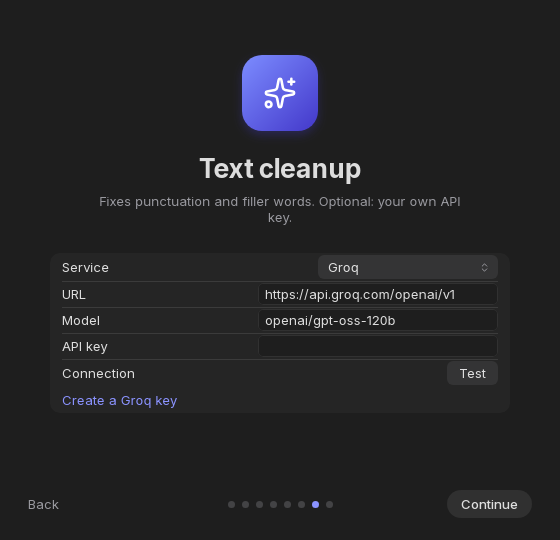 Text cleanup
Fixes punctuation and filler words. Optional: your own API
key.
Service
Groq
URL
https://api.groq.com/openai/v1
Model
openai/gpt-oss-120b
API key
Connection
Test
Create a Groq key
Back
Continue